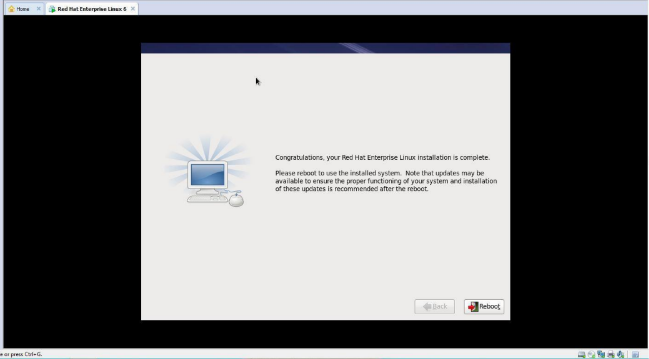 Home
Red Hat Enterprise Linux 6
Congratulations, your Red Hat Enterprise Linux installation is complete.
Please reboot to use the installed system. Note that updates may be
available to ensure the proper functioning of your system and installation
of these updates is recommended after the reboot.
Back
Reboot
or press Ctrl+G.